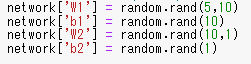 network['W1'] = random.rand(5,10)
network['b1'] = random.rand(10)
network['W2'] = random.rand(10,1)
network['b2'] = random.rand(1)